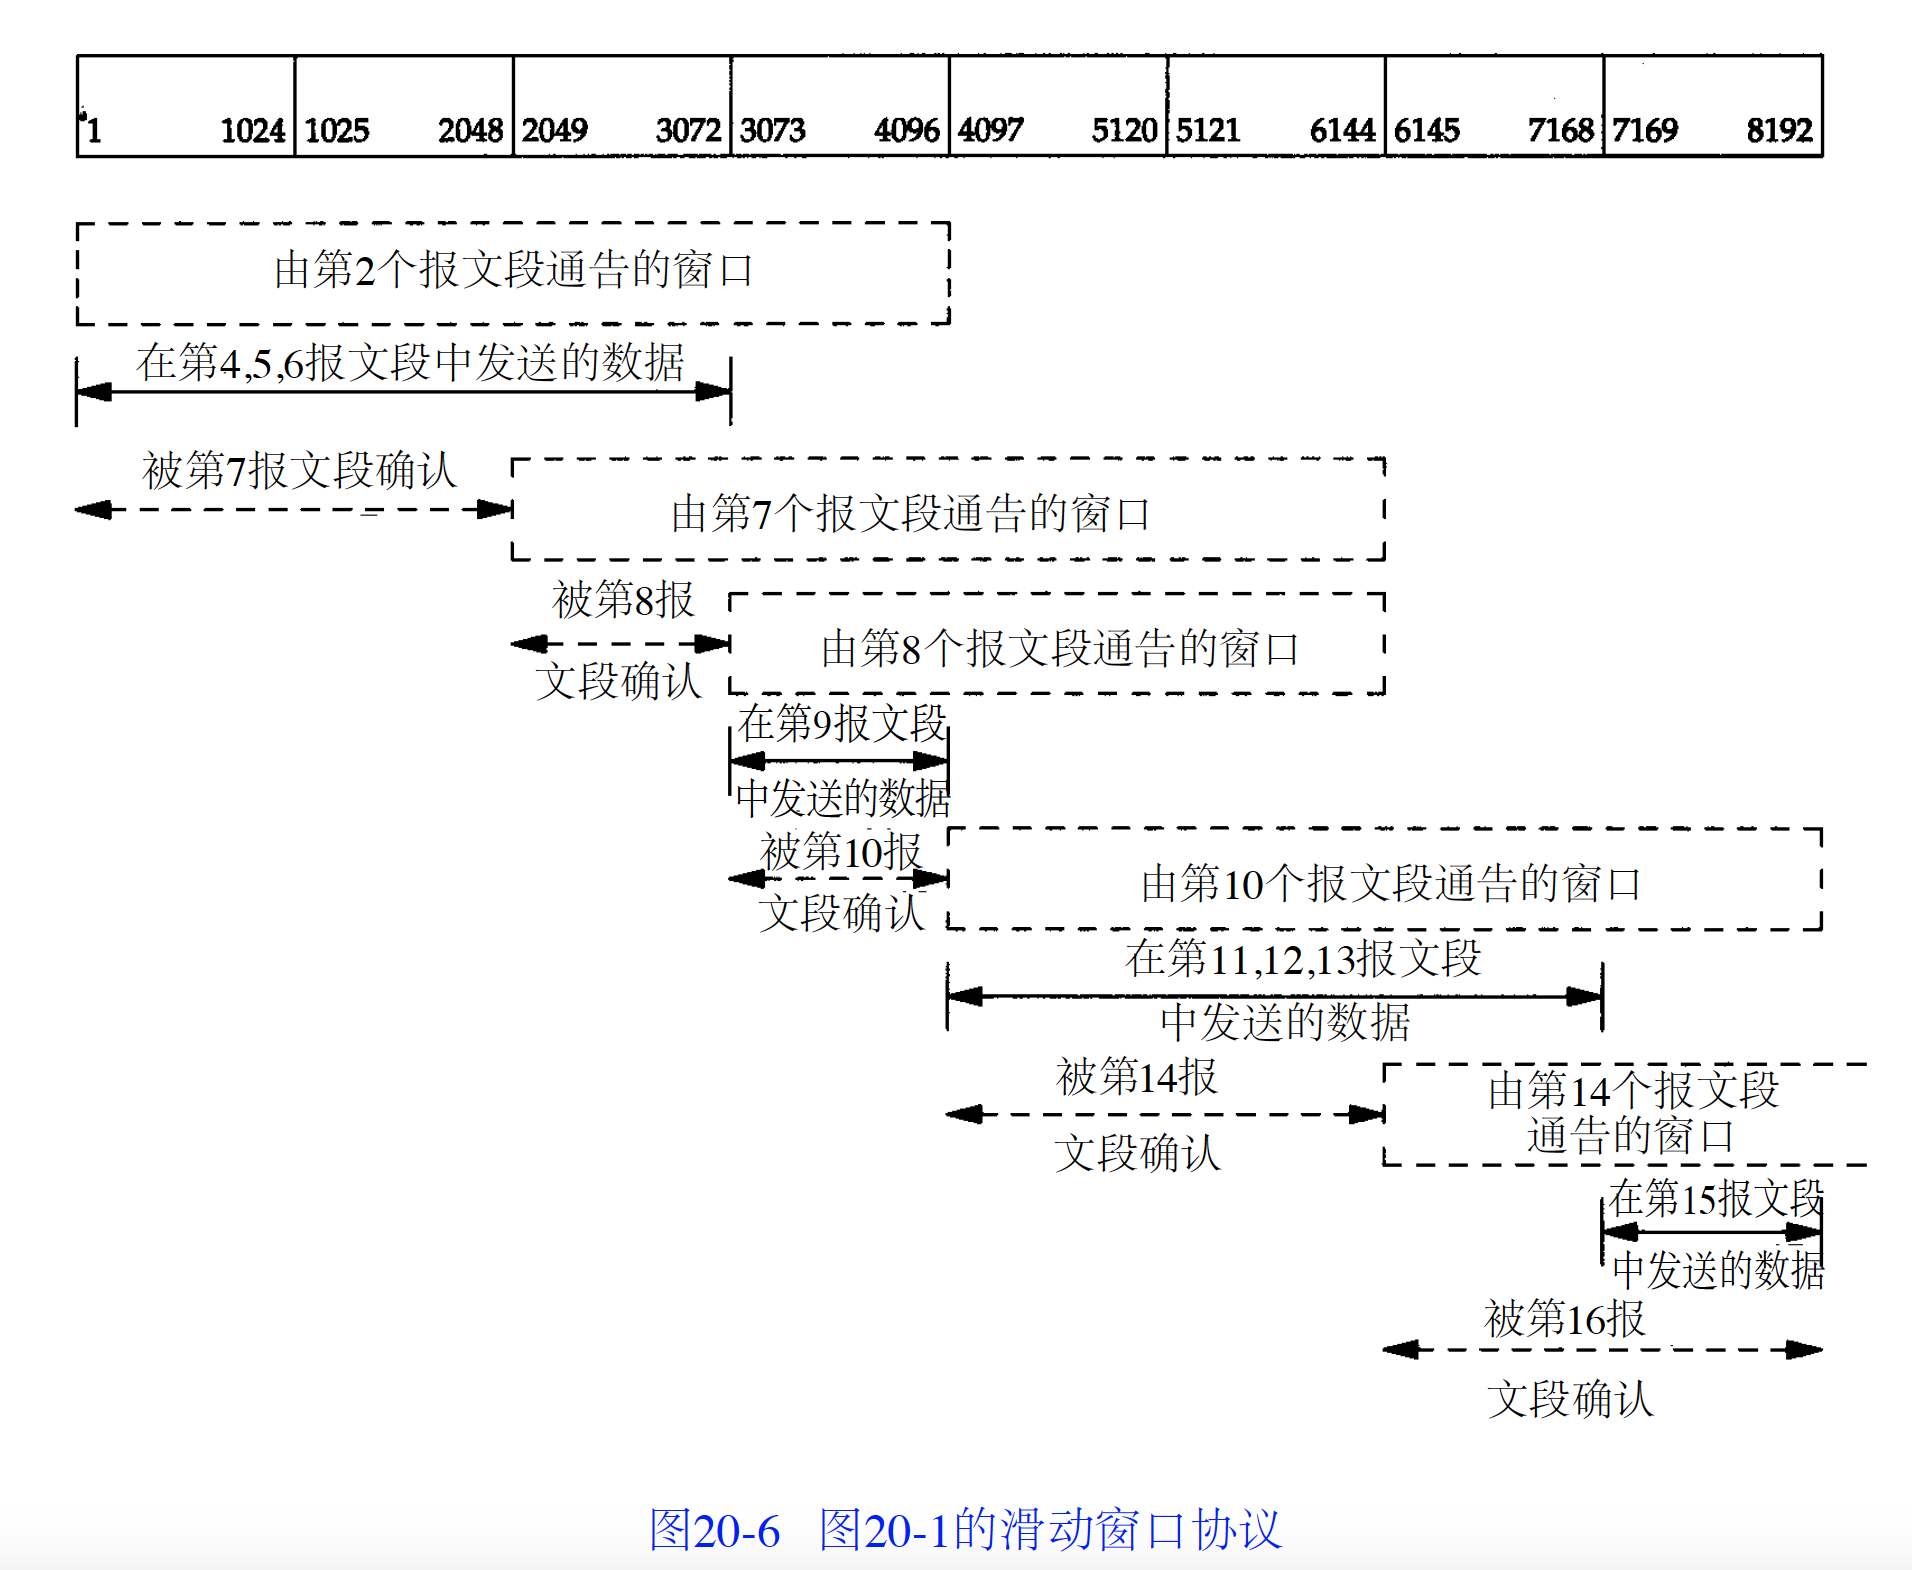 1 1024 1025 2048 2049 3072 3073 4096 4097 5120 5121 6144 6145 7168 7169 8192
由第2个报文段通告的窗口
在第4,5,6报文段中发送的数据
被第7报文段确认
由第7个报文段通告的窗口
被第8报
文段确认
由第8个报文段通告的窗口
在第9报文段
中发送的数据
被第10报
文段确认
由第10个报文段通告的窗口
在第11,12,13报文段
中发送的数据
被第14报
文段确认
由第14个报文段
通告的窗口
在第15报文段
中发送的数据
被第16报
文段确认
图20-6 图20-1的滑动窗口协议